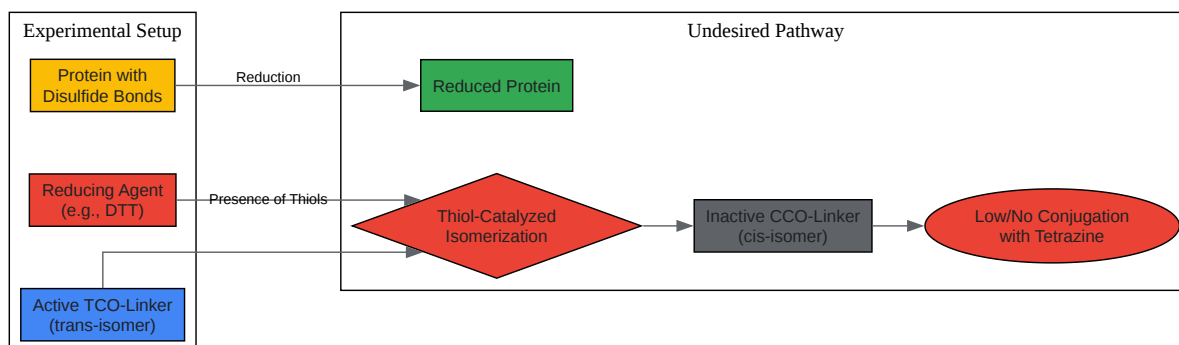 Experimental Setup
Undesired Pathway
Protein with
Disulfide Bonds
Reduction
Reduced Protein
Reducing Agent
(e.g., DTT)
Presence of Thiols
Thiol-Catalyzed
Isomerization
Inactive CCO-Linker
(cis-isomer)
Low/No Conjugation
with Tetrazine
Active TCO-Linker
(trans-isomer)